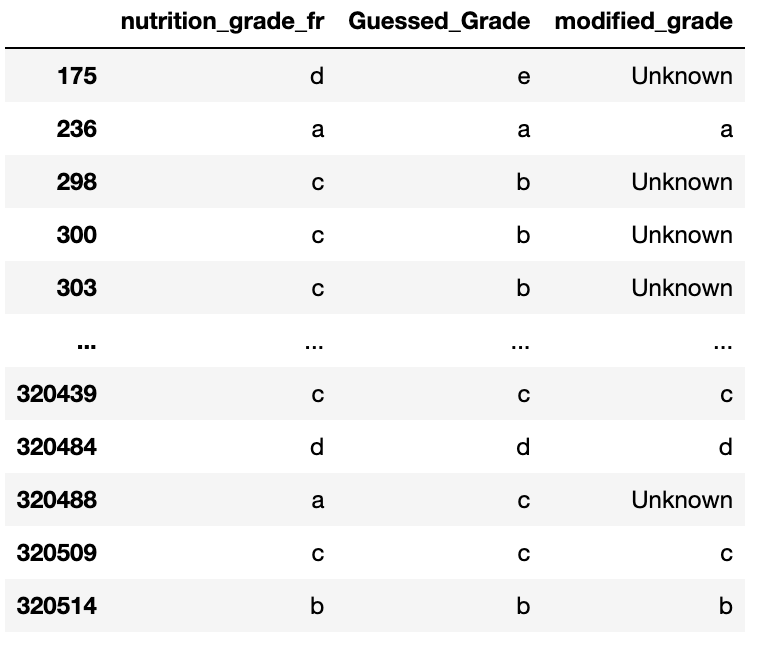 nutrition_grade_fr Guessed_Grade modified_grade
175 d e Unknown
236 a a a
298 c b Unknown
300 c b Unknown
303 c b Unknown
... ... ... ...
320439 c c c
320484 d d d
320488 a c Unknown
320509 c c c
320514 b b b